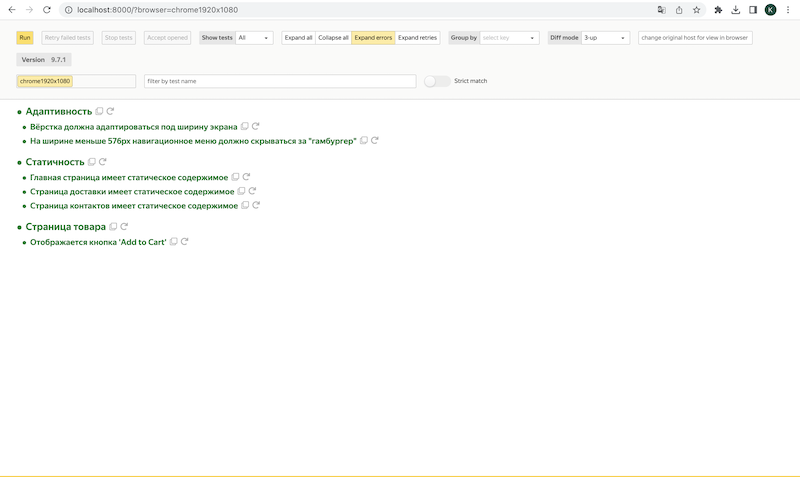 localhost:8000/?browser=chrome1920x1080
K
Run Retry failed tests Stop tests Accept opened Show tests All Expand all Collapse all Expand errors Expand retries Group by select key Diff mode 3-up change original host for view in browser
Version 9.7.1
chrome1920x1080 filter by test name Strict match
Адаптивность
Вёрстка должна адаптироваться под ширину экрана
На ширине меньше 576px навигационное меню должно скрываться за "гамбургер"
Статичность
Главная страница имеет статическое содержимое
Страница доставки имеет статическое содержимое
Страница контактов имеет статическое содержимое
Страница товара
Отображается кнопка 'Add to Cart'